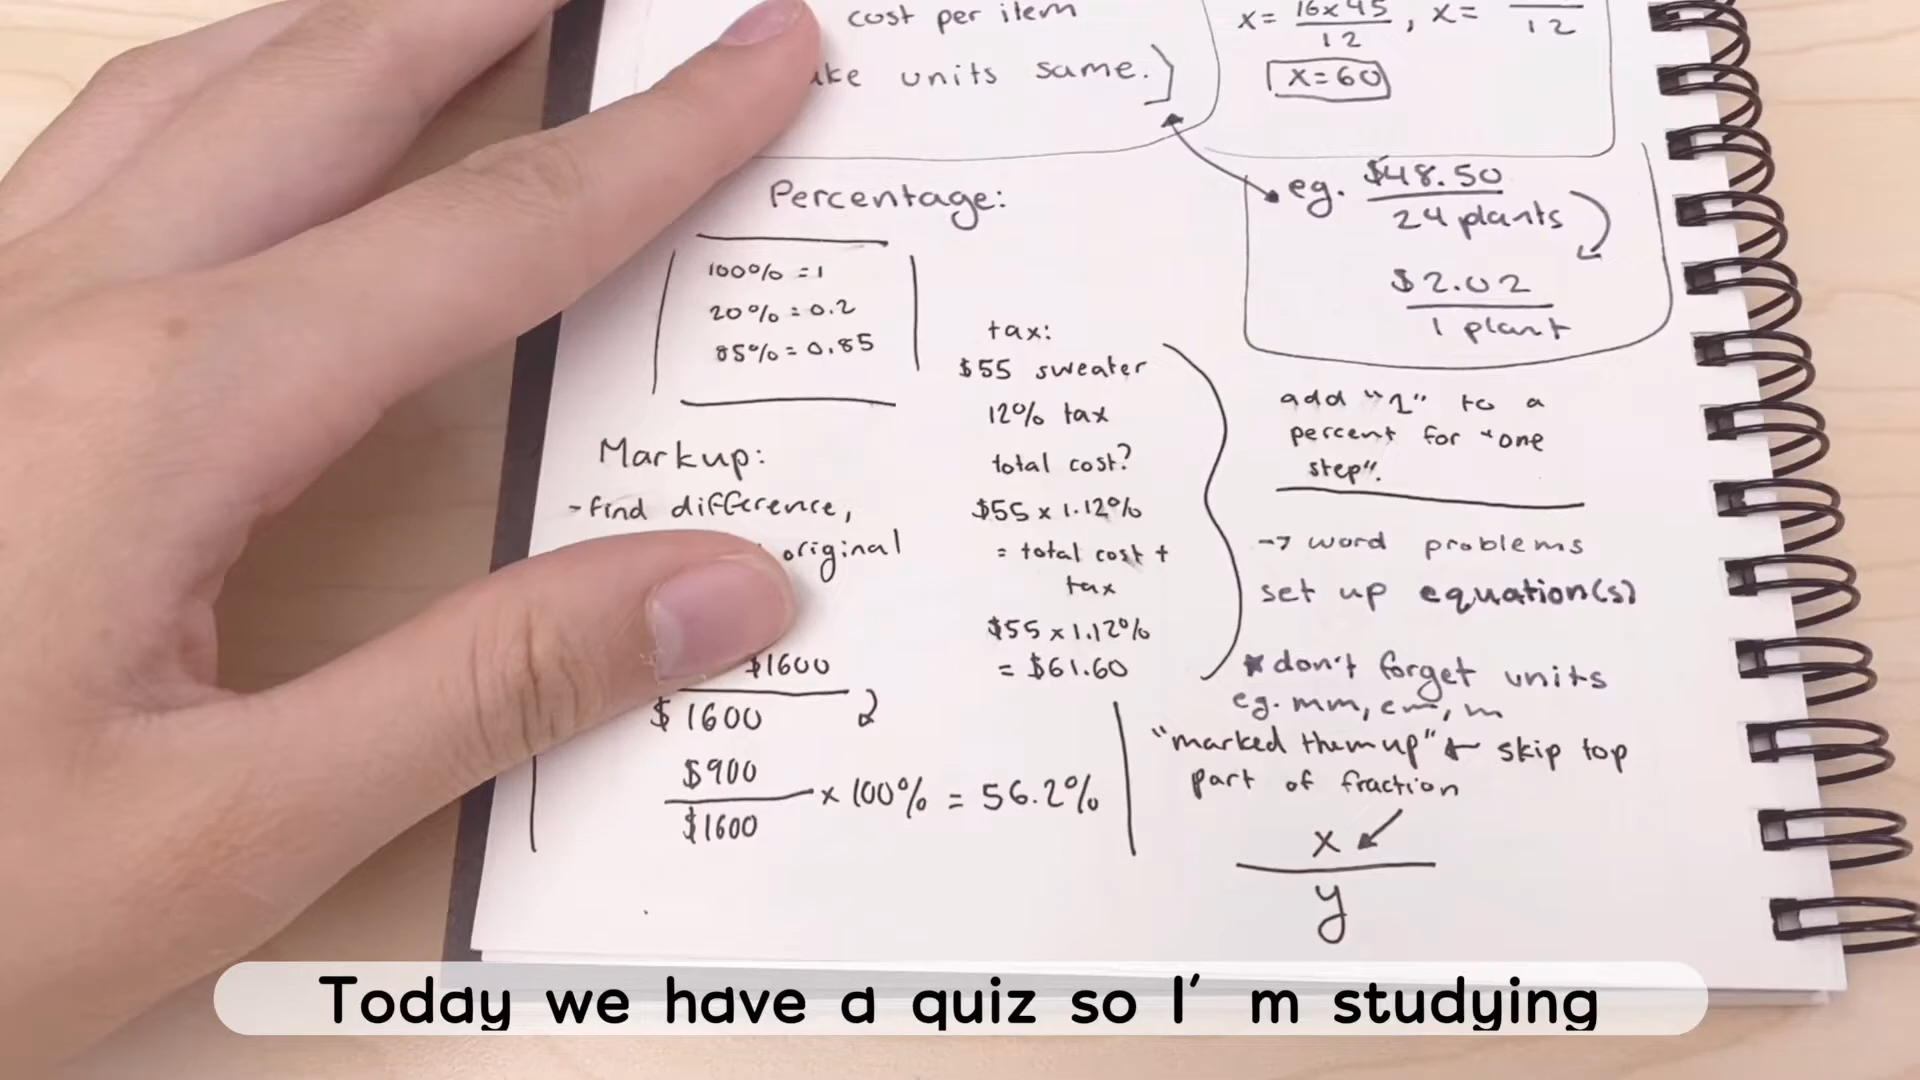 cost per item
units same.]
x = 16x45 / 12 , x = / 12
x=60
Percentage:
100% = 1
20% = 0.2
85% = 0.85
Markup:
- find difference,
original
$1600
$1600
$900
$1600
x 100% = 56.2%
tax:
$55 sweater
12% tax
total cost?
$55 x 1.12%
= total cost +
tax
$55 x 1.12%
= $61.60
eg. $48.50
24 plants
$2.02
1 plant
add "1" to a
percent for "one
step".
→ word problems
set up equation(s)
* don't forget units
eg. mm, cm, m
"marked them up" ← skip top
part of fraction
x
y
Today we have a quiz so I'm studying